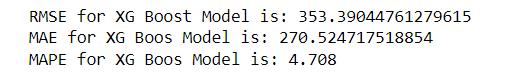 RMSE for XG Boost Model is: 353.39044761279615
MAE for XG Boos Model is: 270.524717518854
MAPE for XG Boos Model is: 4.708